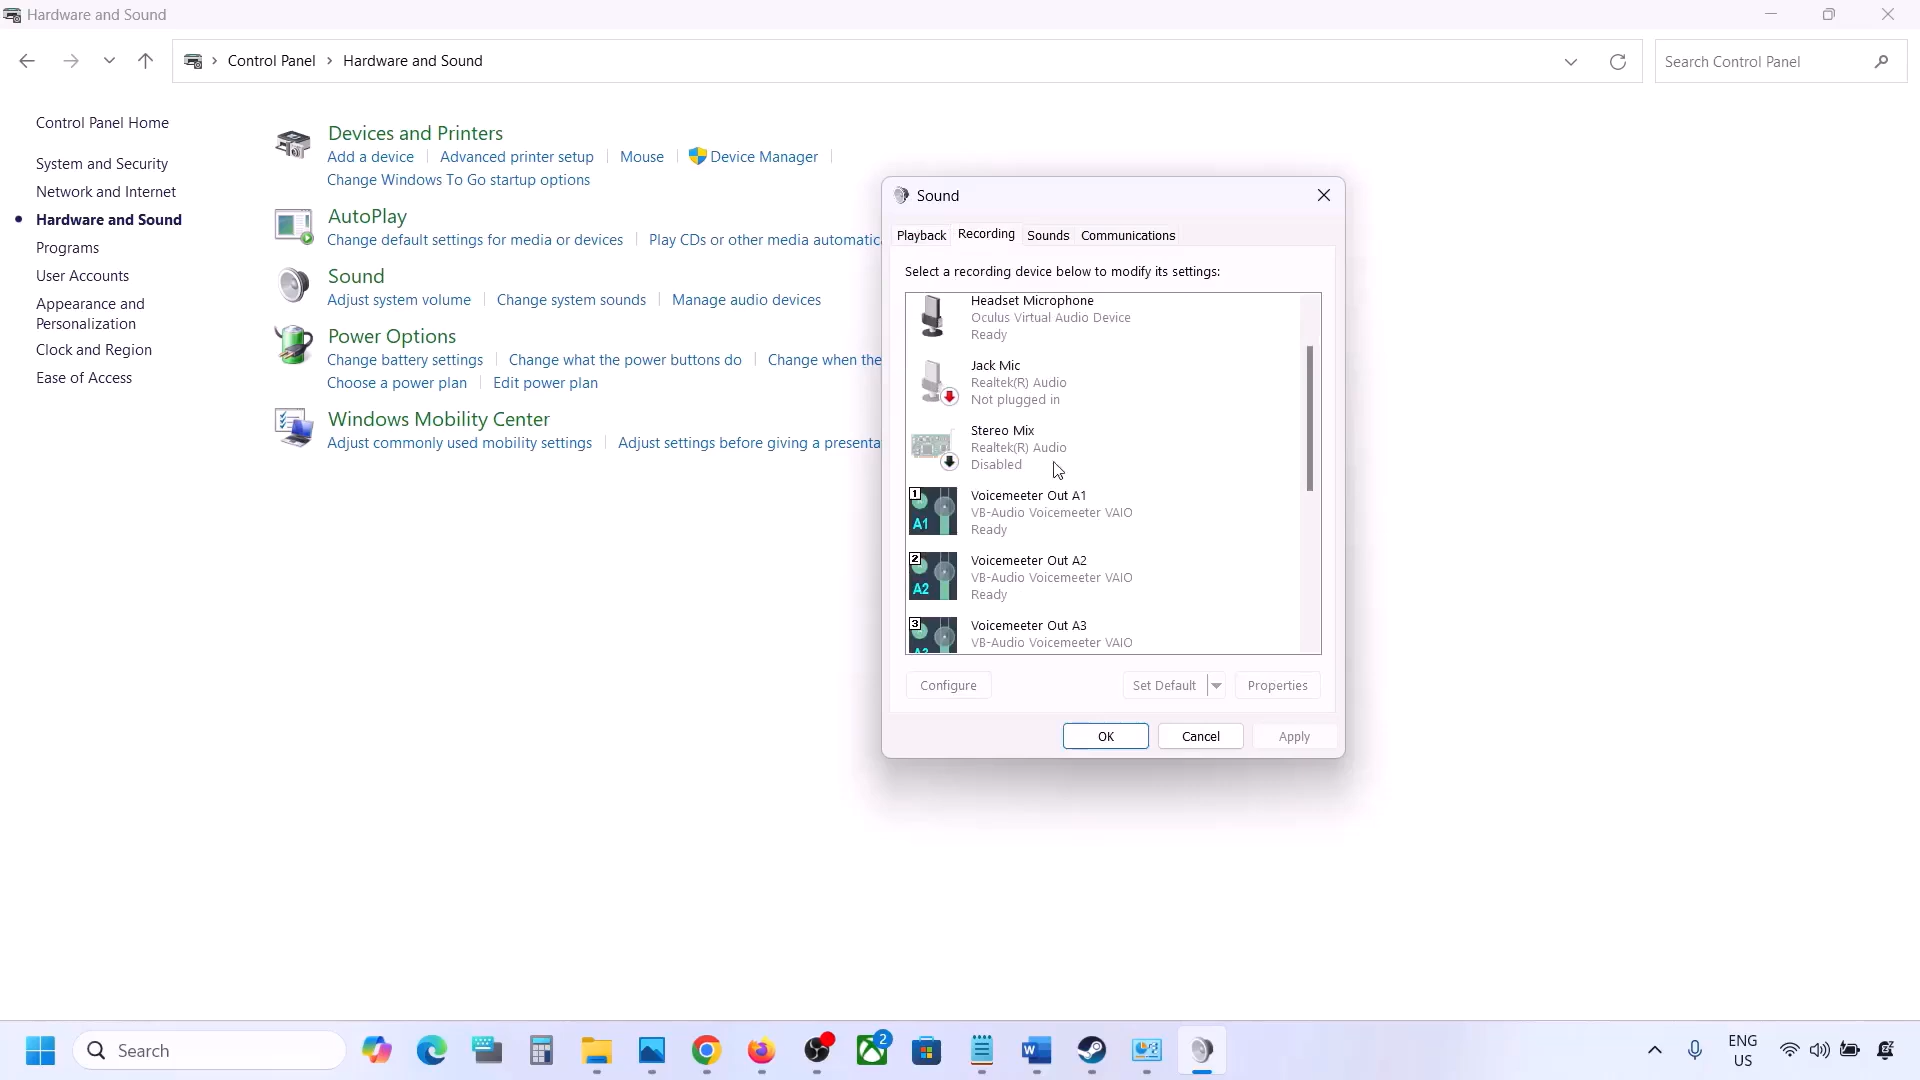 Hardware and Sound
Control Panel › Hardware and Sound
Search Control Panel
Control Panel Home
System and Security
Network and Internet
Hardware and Sound
Programs
User Accounts
Appearance and
Personalization
Clock and Region
Ease of Access
Devices and Printers
Add a device
Advanced printer setup
Mouse
Device Manager
Change Windows To Go startup options
AutoPlay
Change default settings for media or devices
Play CDs or other media automatic
Sound
Adjust system volume
Change system sounds
Manage audio devices
Power Options
Change battery settings
Change what the power buttons do
Change when the
Choose a power plan
Edit power plan
Windows Mobility Center
Adjust commonly used mobility settings
Adjust settings before giving a presenta
Sound
Playback
Recording
Sounds
Communications
Select a recording device below to modify its settings:
Headset Microphone
Oculus Virtual Audio Device
Ready
Jack Mic
Realtek(R) Audio
Not plugged in
Stereo Mix
Realtek(R) Audio
Disabled
1
A1
Voicemeeter Out A1
VB-Audio Voicemeeter VAIO
Ready
2
A2
Voicemeeter Out A2
VB-Audio Voicemeeter VAIO
Ready
3
A3
Voicemeeter Out A3
VB-Audio Voicemeeter VAIO
Configure
Set Default
Properties
OK
Cancel
Apply
Search
2
ENG
US